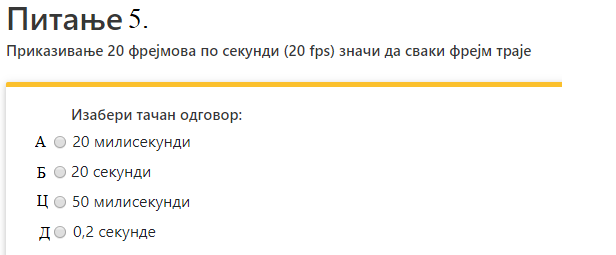 Питање 5.
Приказивање 20 фрејмова по секунди (20 fps) значи да сваки фрејм траје
Изабери тачан одговор:
А 20 милисекунди
Б 20 секунди
Ц 50 милисекунди
Д 0,2 секунде